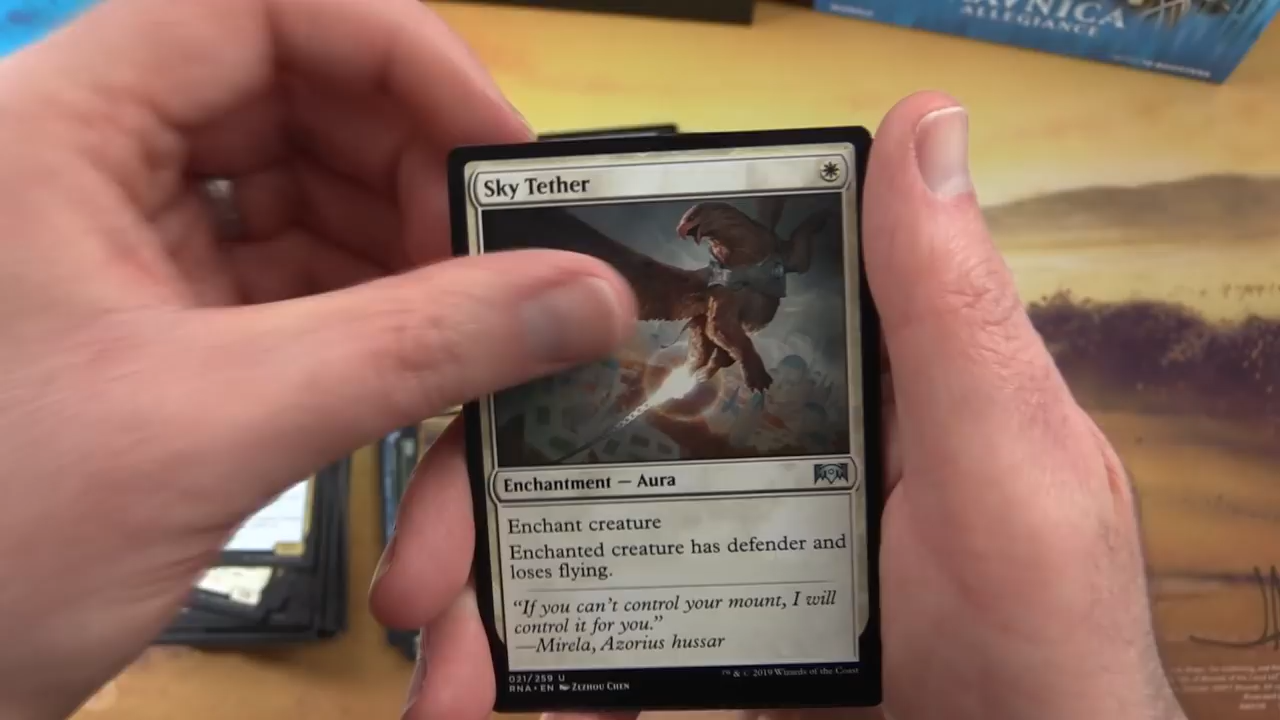 ALLEGIANCE
Sky Tether
Enchantment — Aura
Enchant creature
Enchanted creature has defender and
loses flying.
“If you can’t control your mount, I will
control it for you.”
—Mirela, Azorius hussar
021/259 U
RNA • EN Zezhou Chen
™ & © 2019 Wizards of the Coast